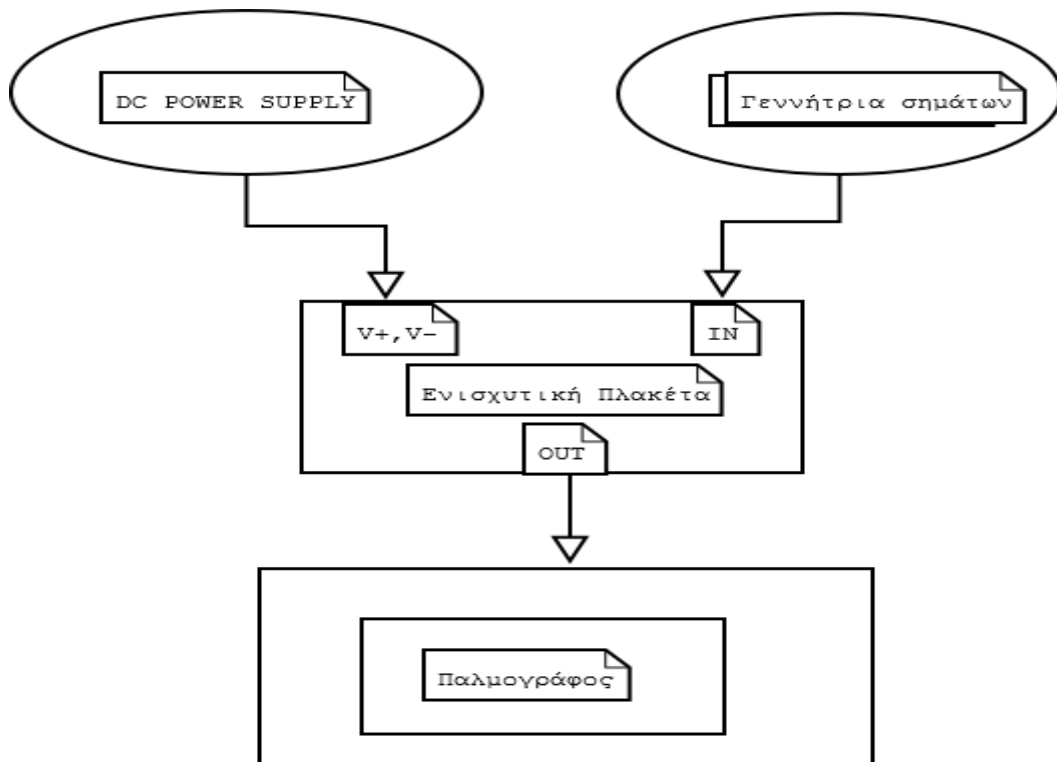 DC POWER SUPPLY
Γεννήτρια σημάτων
V+,V-
IN
Ενισχυτική Πλακέτα
OUT
Παλμογράφος